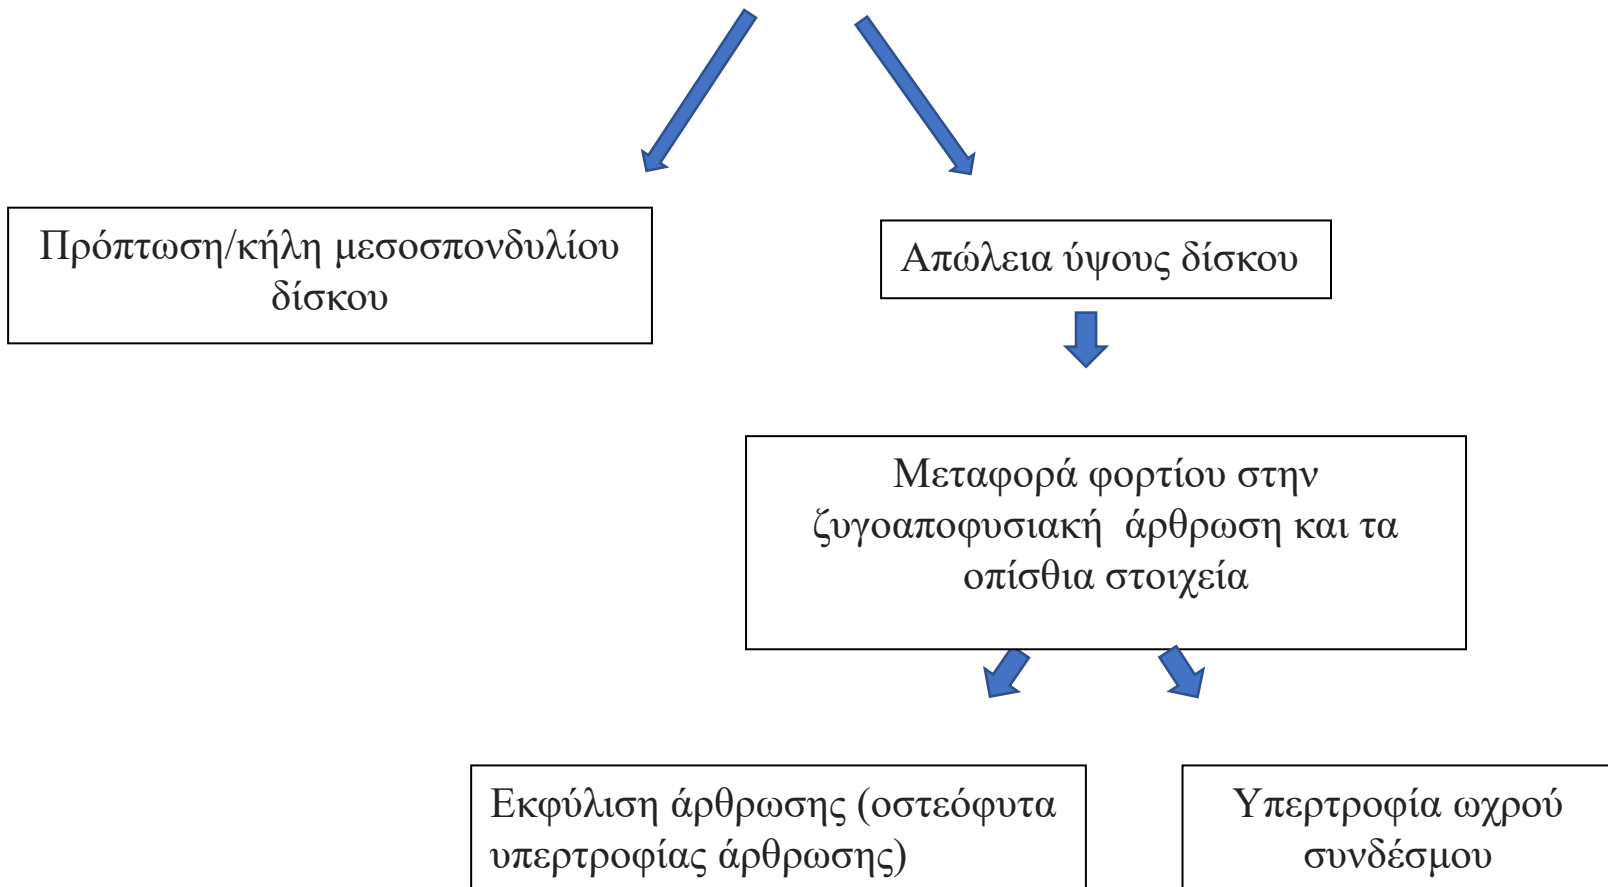 Πρόπτωση/κήλη μεσοσπονδυλίου
δίσκου
Απώλεια ύψους δίσκου
Μεταφορά φορτίου στην
ζυγοαποφυσιακή άρθρωση και τα
οπίσθια στοιχεία
Εκφύλιση άρθρωσης (οστεόφυτα
υπερτροφίας άρθρωσης)
Υπερτροφία ωχρού
συνδέσμου